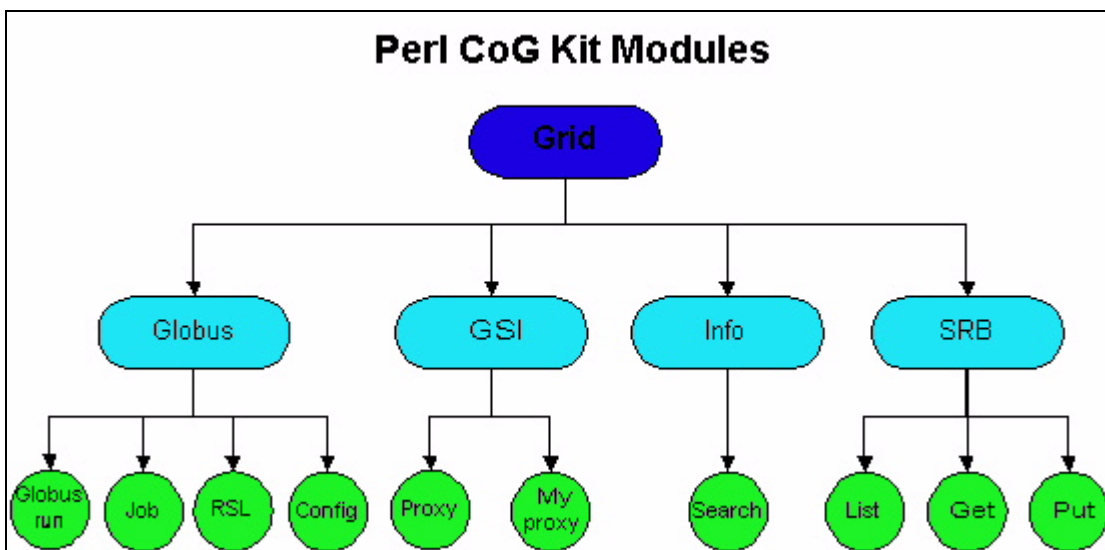 Perl CoG Kit Modules
Grid
Globus
GSI
Info
SRB
Globus
run
Job
RSL
Config
Proxy
My
proxy
Search
List
Get
Put